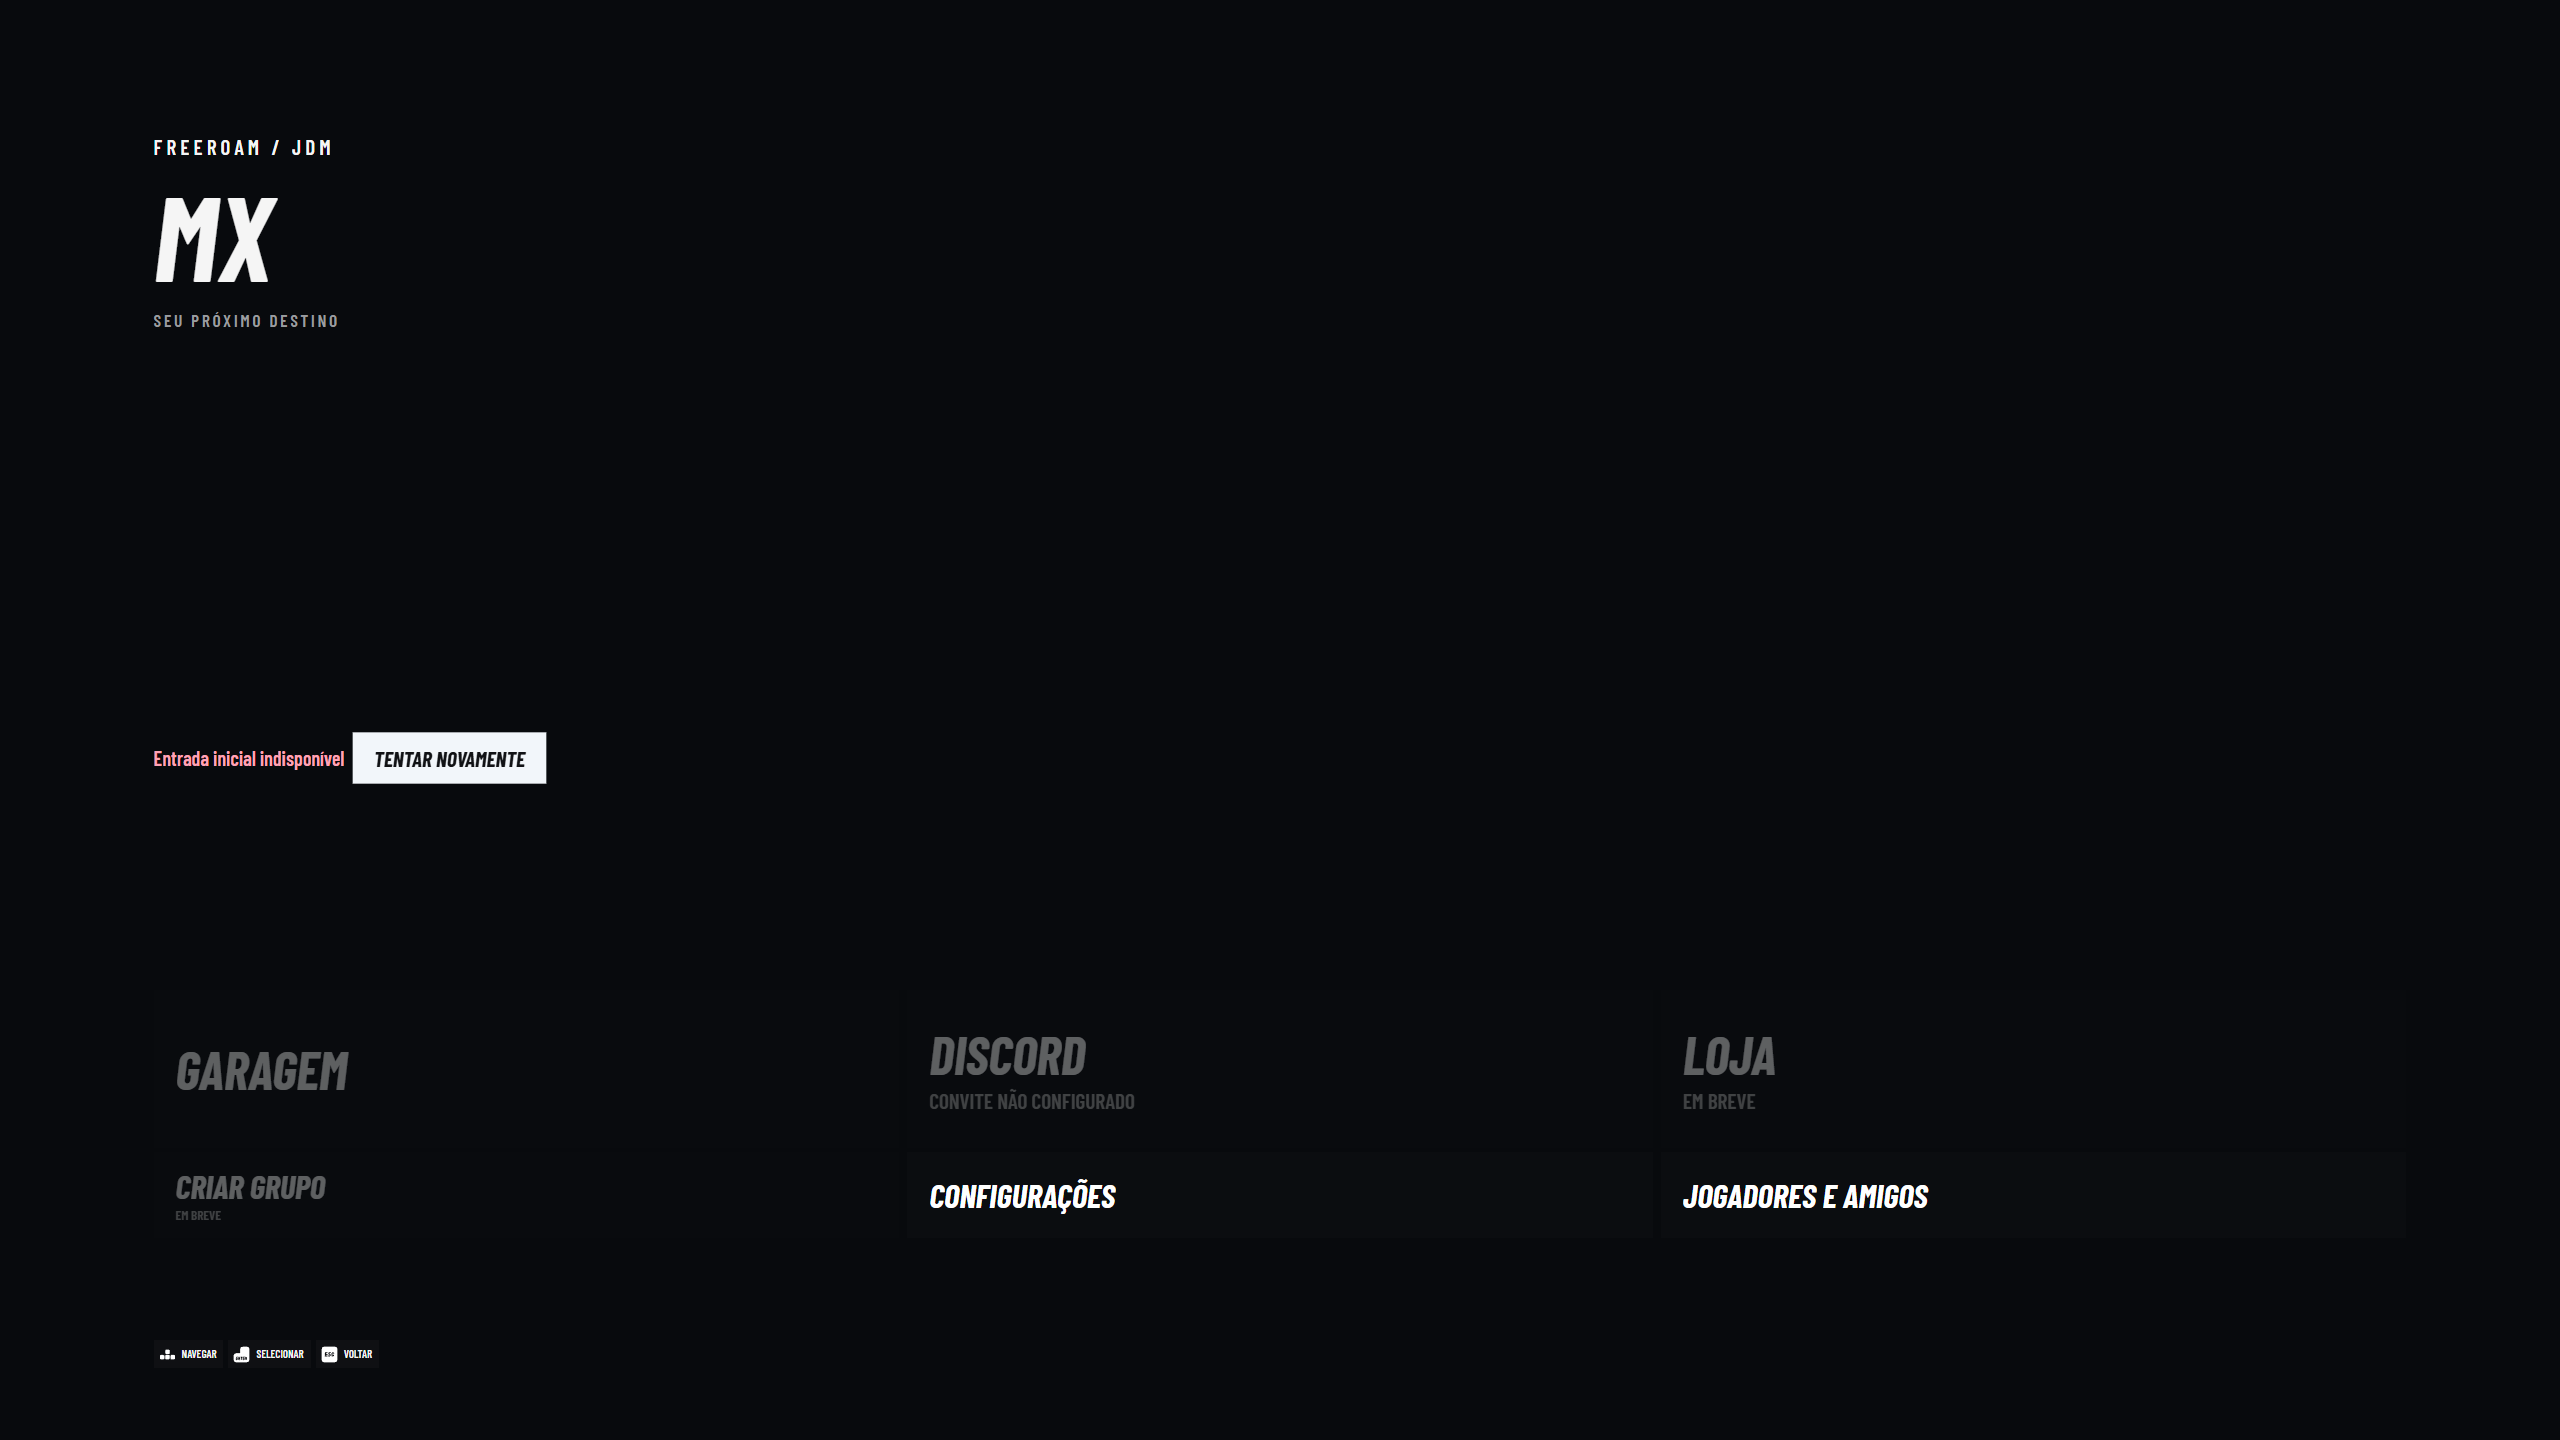 FREEROAM / JDM
MX
SEU PRÓXIMO DESTINO
Entrada inicial indisponível
TENTAR NOVAMENTE
GARAGEM
DISCORD
CONVITE NÃO CONFIGURADO
LOJA
EM BREVE
CRIAR GRUPO
EM BREVE
CONFIGURAÇÕES
JOGADORES E AMIGOS
NAVEGAR
SELECIONAR
ESC
VOLTAR